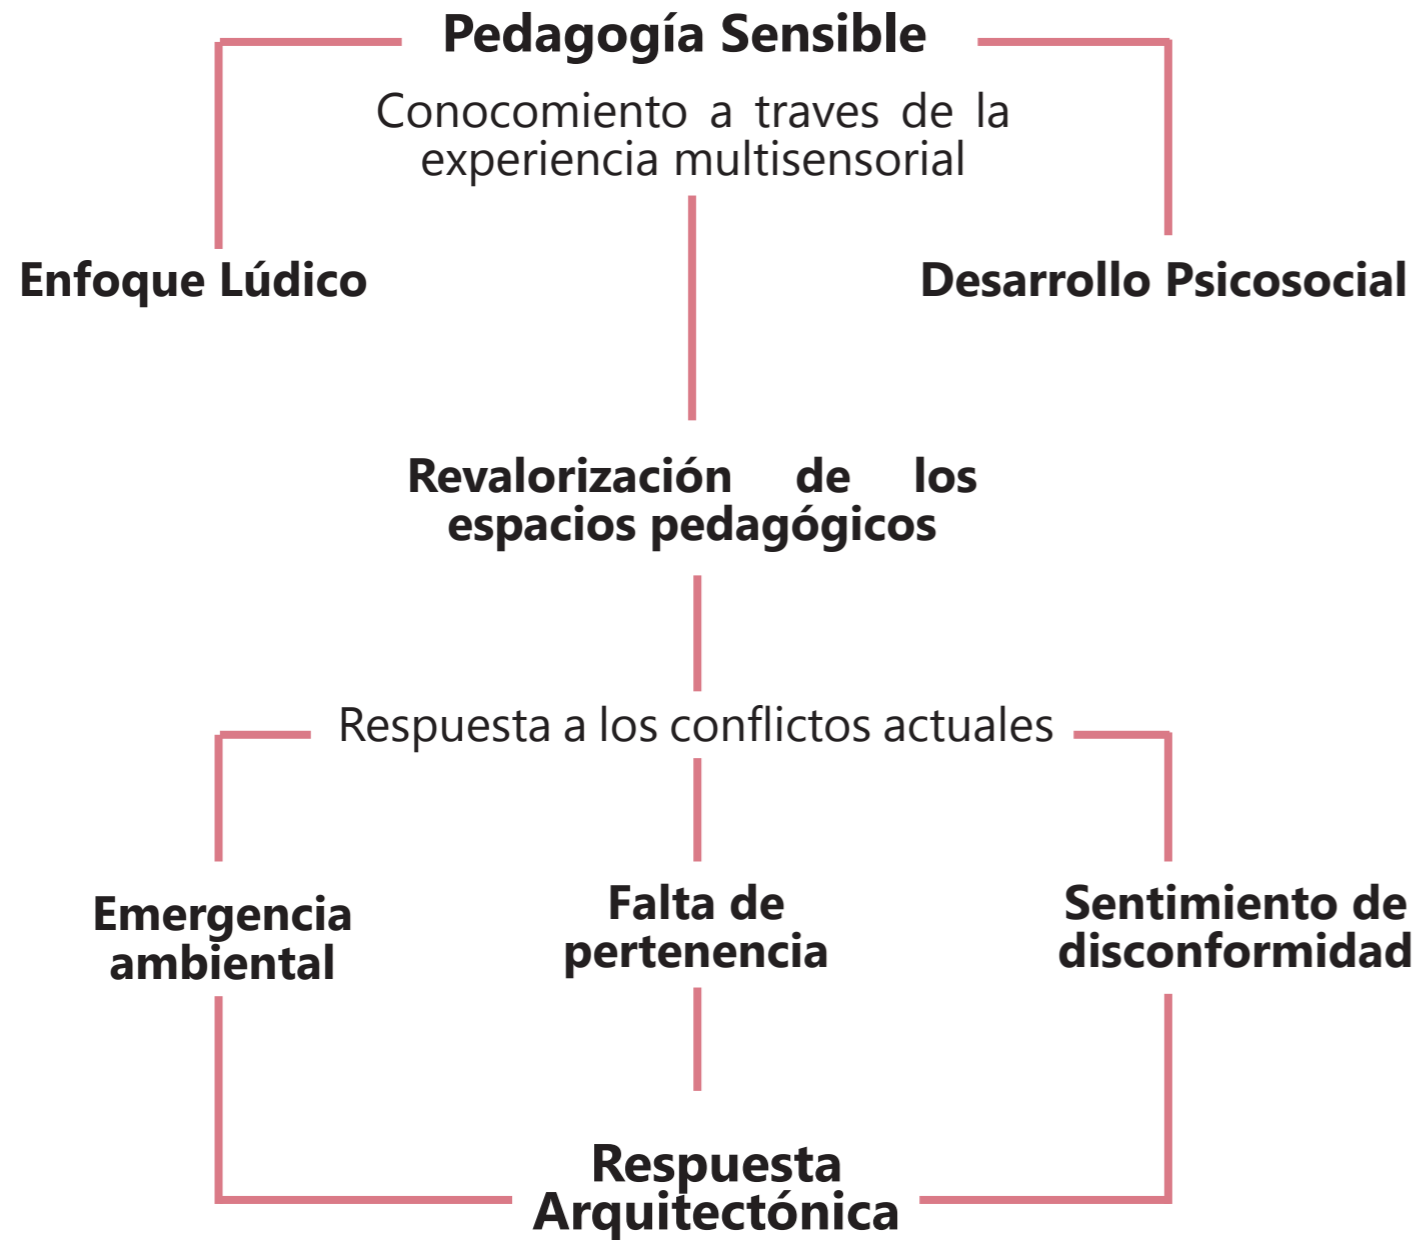 Pedagogía Sensible
Conocomiento a traves de la
experiencia multisensorial
Enfoque Lúdico
Desarrollo Psicosocial
Revalorización de los
espacios pedagógicos
Respuesta a los conflictos actuales
Emergencia
ambiental
Falta de
pertenencia
Sentimiento de
disconformidad
Respuesta
Arquitectónica